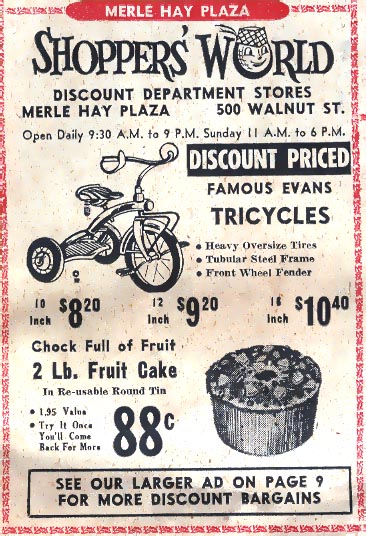 MERLE HAY PLAZA
SHOPPERS' WORLD
DISCOUNT DEPARTMENT STORES
MERLE HAY PLAZA 500 WALNUT ST.
Open Daily 9:30 A.M. to 9 P.M. Sunday 11 A.M. to 6 P.M.
DISCOUNT PRICED
FAMOUS EVANS
TRICYCLES
• Heavy Oversize Tires
• Tubular Steel Frame
• Front Wheel Fender
10 Inch $8.20
12 Inch $9.20
16 Inch $10.40
Chock Full of Fruit
2 Lb. Fruit Cake
In Re-usable Round Tin
• 1.95 Value
• Try It Once
You'll Come
Back For More
88c
SEE OUR LARGER AD ON PAGE 9
FOR MORE DISCOUNT BARGAINS